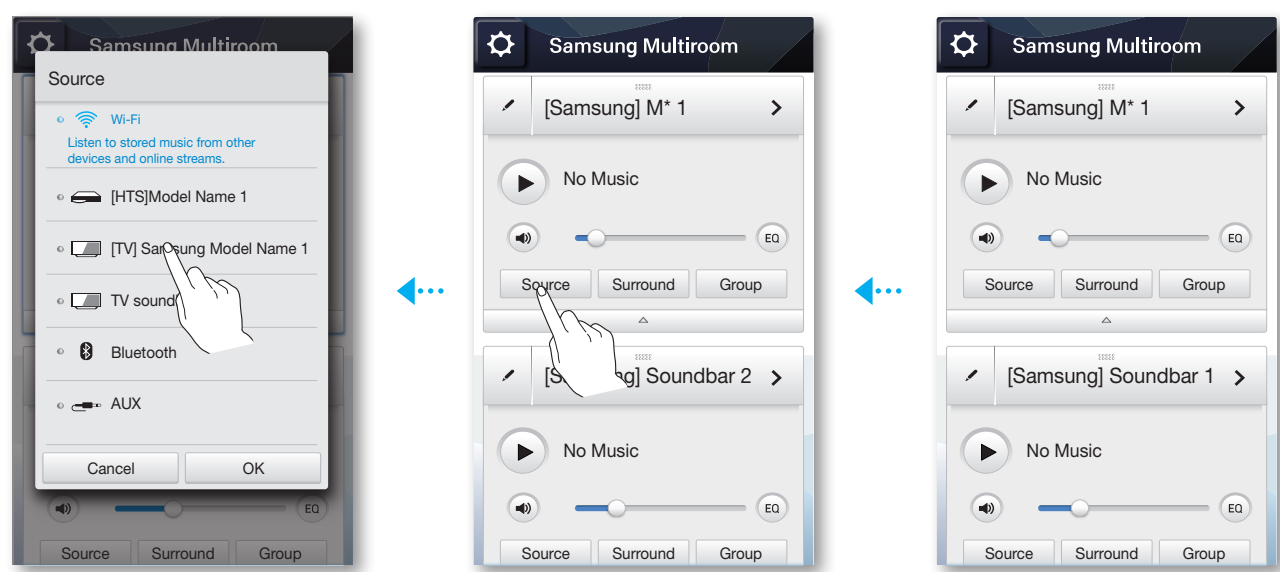 Samsung Multiroom
Source
Wi-Fi
Listen to stored music from other
devices and online streams.
[HTS]Model Name 1
[TV] Samsung Model Name 1
TV sound
Bluetooth
AUX
Cancel OK
EQ
Source Surround Group
Samsung Multiroom
[Samsung] M* 1
No Music
EQ
Source Surround Group
[Samsung] Soundbar 2
No Music
EQ
Source Surround Group
Samsung Multiroom
[Samsung] M* 1
No Music
EQ
Source Surround Group
[Samsung] Soundbar 1
No Music
EQ
Source Surround Group